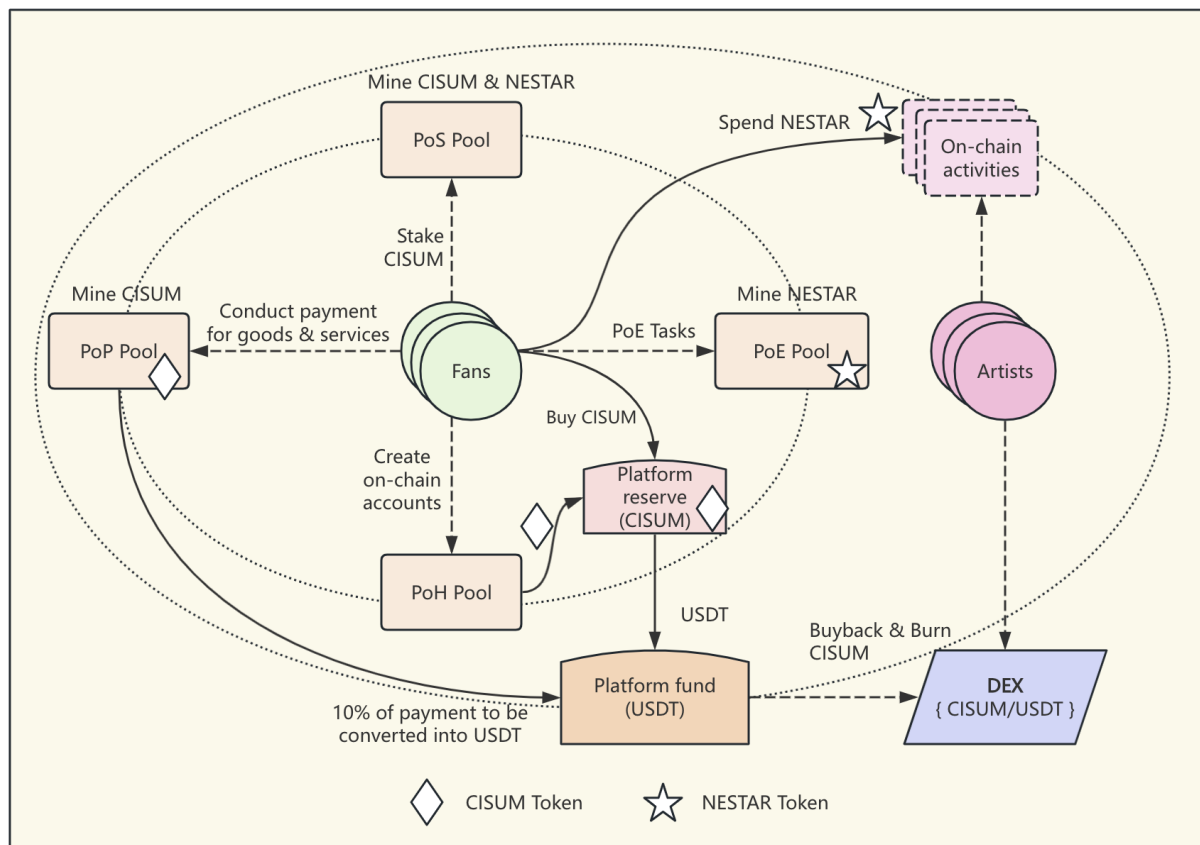 Mine CISUM & NESTAR
PoS Pool
Spend NESTAR
On-chain
activities
Stake
CISUM
Mine CISUM
PoP Pool
Conduct payment
for goods & services
Fans
PoE Tasks
Mine NESTAR
PoE Pool
Artists
Buy CISUM
Create
on-chain
accounts
Platform
reserve
(CISUM)
PoH Pool
USDT
Buyback & Burn
CISUM
Platform fund
(USDT)
DEX
{ CISUM/USDT }
10% of payment to be
converted into USDT
CISUM Token
NESTAR Token